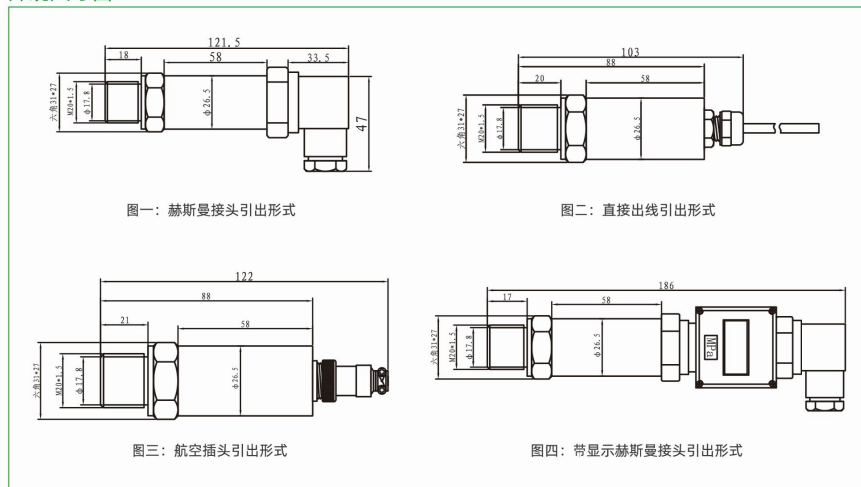 121.5
18
58
33.5
六角31*27
M20*1.5
φ17.8
φ26.5
47
图一：赫斯曼接头引出形式
103
88
20
58
六角31*27
M20*1.5
φ17.8
φ26.5
图二：直接出线引出形式
122
88
21
58
六角31*27
M20*1.5
φ17.8
φ26.5
图三：航空插头引出形式
186
17
58
六角31*27
M20*1.5
φ17.8
φ26.5
MPa
图四：带显示赫斯曼接头引出形式